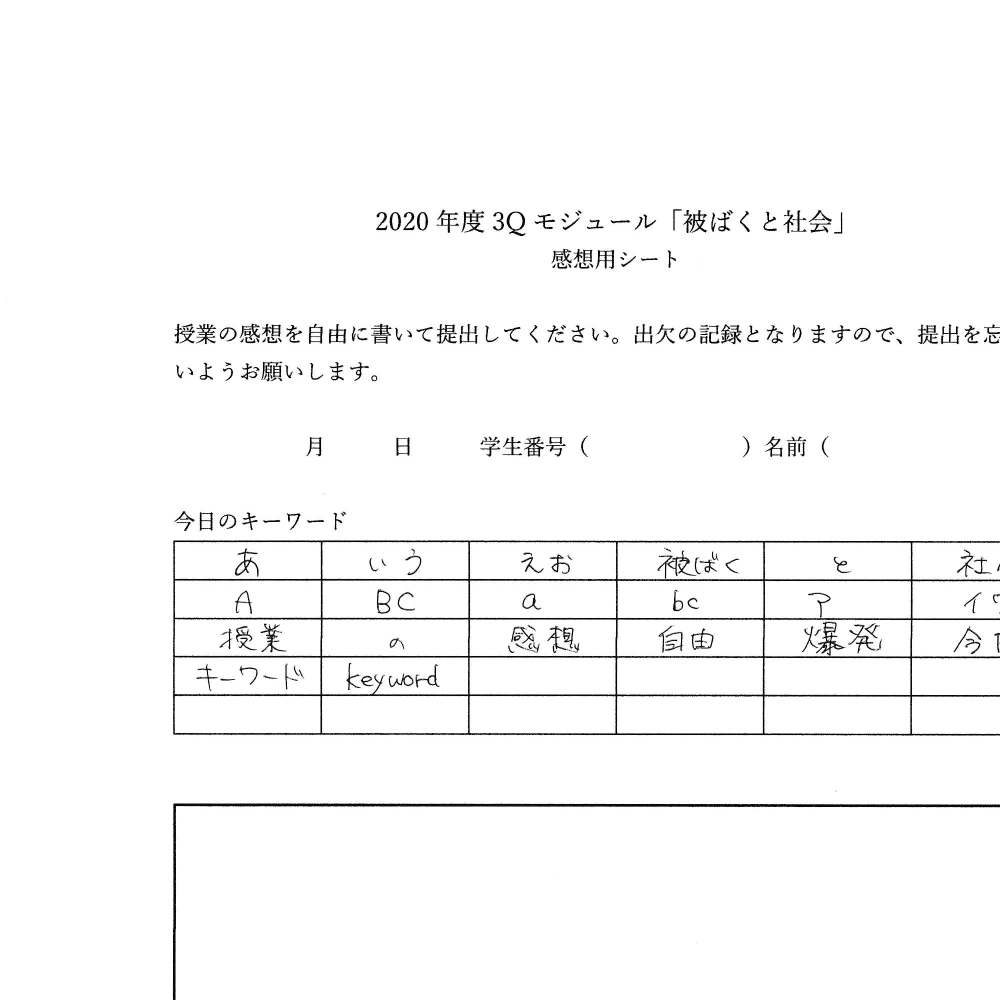 2020 年度 3Q モジュール「被ばくと社会」
感想用シート
授業の感想を自由に書いて提出してください。出欠の記録となりますので、提出を忘
いようお願いします。
月 日 学生番号（ ）名前（
今日のキーワード
あ いう えお 被ばく と 社
A BC a bc ア イ
授業 の 感想 自由 爆発 今
キーワード keyword